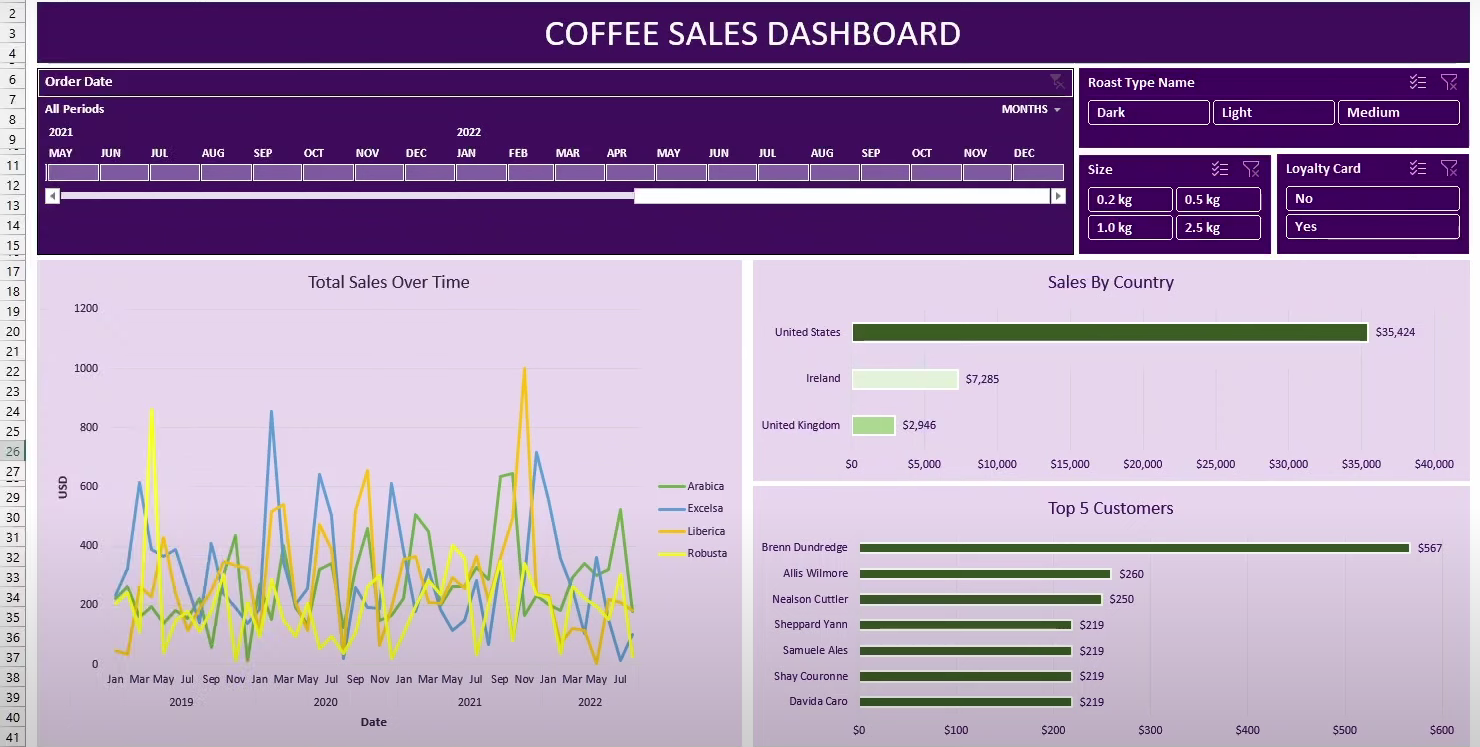 COFFEE SALES DASHBOARD
Order Date
All Periods
MONTHS
2021 2022
MAY JUN JUL AUG SEP OCT NOV DEC JAN FEB MAR APR MAY JUN JUL AUG SEP OCT NOV DEC
Roast Type Name
Dark Light Medium
Size
0.2 kg 0.5 kg
1.0 kg 2.5 kg
Loyalty Card
No
Yes
Total Sales Over Time
1200
1000
800
600
400
200
0
USD
Jan Mar May Jul Sep Nov Jan Mar May Jul Sep Nov Jan Mar May Jul Sep Nov Jan Mar May Jul
2019 2020 2021 2022
Date
Arabica
Excelsa
Liberica
Robusta
Sales By Country
United States $35,424
Ireland $7,285
United Kingdom $2,946
$0 $5,000 $10,000 $15,000 $20,000 $25,000 $30,000 $35,000 $40,000
Top 5 Customers
Brenn Dundredge $567
Allis Wilmore $260
Nealson Cuttler $250
Sheppard Yann $219
Samuele Ales $219
Shay Couronne $219
Davida Caro $219
$0 $100 $200 $300 $400 $500 $600
2
3
4
6
7
8
9
11
12
13
14
15
17
18
19
20
21
22
23
24
25
26
27
29
30
31
32
33
34
35
36
37
38
39
40
41